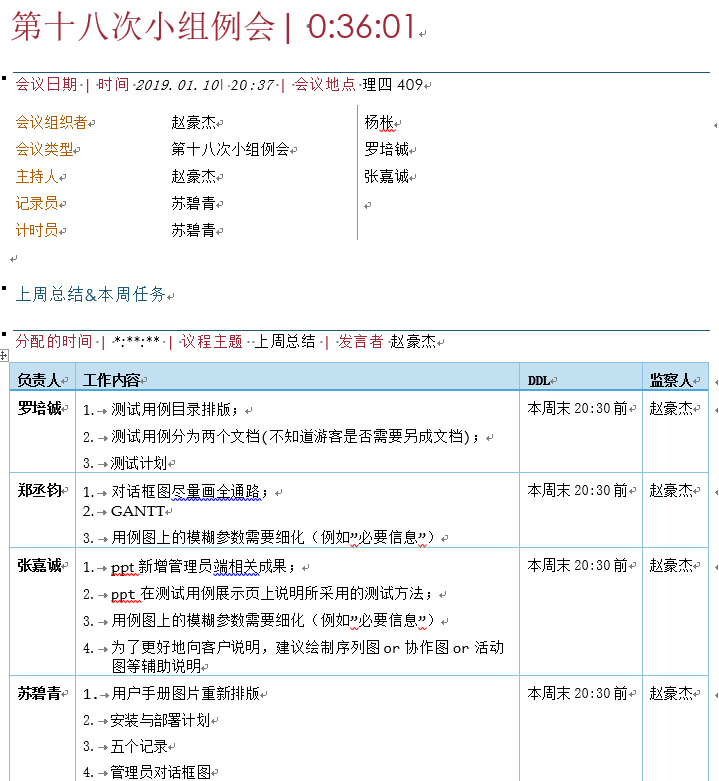 第十八次小组例会| 0:36:01
会议日期 | 时间 2019.01.10| 20:37 | 会议地点 理四 409
会议组织者 赵豪杰 杨枨
会议类型 第十八次小组例会 罗培铖
主持人 赵豪杰 张嘉诚
记录员 苏碧青
计时员 苏碧青
上周总结&本周任务
分配的时间 | *:**:** | 议程主题 上周总结 | 发言者 赵豪杰
负责人 工作内容 DDL 监察人
罗培铖 1. 测试用例目录排版； 本周末 20:30 前 赵豪杰
2. 测试用例分为两个文档(不知道游客是否需要另成文档)；
3. 测试计划
郑丞钧 1. 对话框图尽量画全通路； 本周末 20:30 前 赵豪杰
2. GANTT
3. 用例图上的模糊参数需要细化（例如”必要信息”）
张嘉诚 1. ppt 新增管理员端相关成果； 本周末 20:30 前 赵豪杰
2. ppt 在测试用例展示页上说明所采用的测试方法；
3. 用例图上的模糊参数需要细化（例如”必要信息”）
4. 为了更好地向客户说明，建议绘制序列图 or 协作图 or 活动
图等辅助说明
苏碧青 1. 用户手册图片重新排版 本周末 20:30 前 赵豪杰
2. 安装与部署计划
3. 五个记录
4. 管理员对话框图